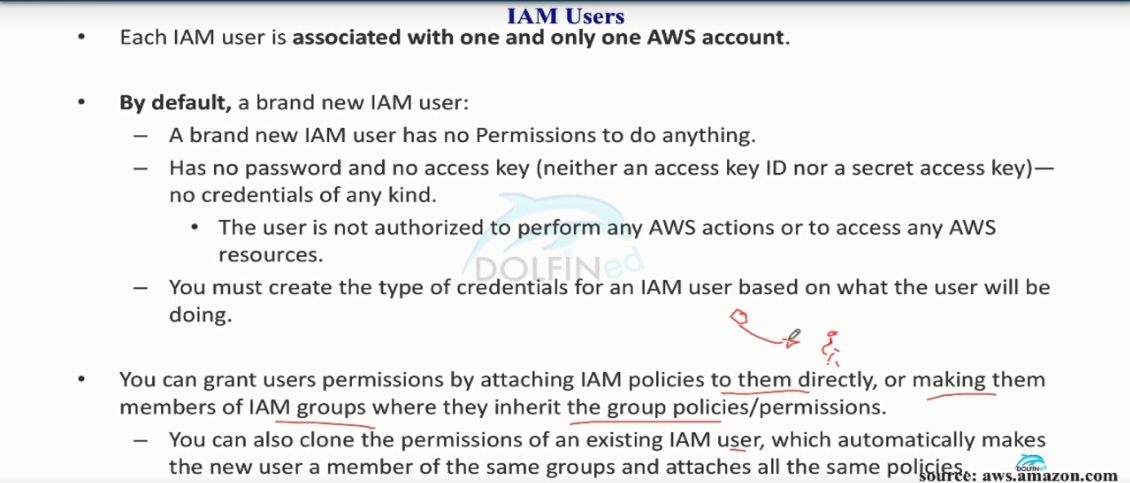 IAM Users
• Each IAM user is associated with one and only one AWS account.
• By default, a brand new IAM user:
– A brand new IAM user has no Permissions to do anything.
– Has no password and no access key (neither an access key ID nor a secret access key)—
no credentials of any kind.
• The user is not authorized to perform any AWS actions or to access any AWS
resources.
DOLFINed
– You must create the type of credentials for an IAM user based on what the user will be
doing.
• You can grant users permissions by attaching IAM policies to them directly, or making them
members of IAM groups where they inherit the group policies/permissions.
– You can also clone the permissions of an existing IAM user, which automatically makes
the new user a member of the same groups and attaches all the same policies.
source: aws.amazon.com